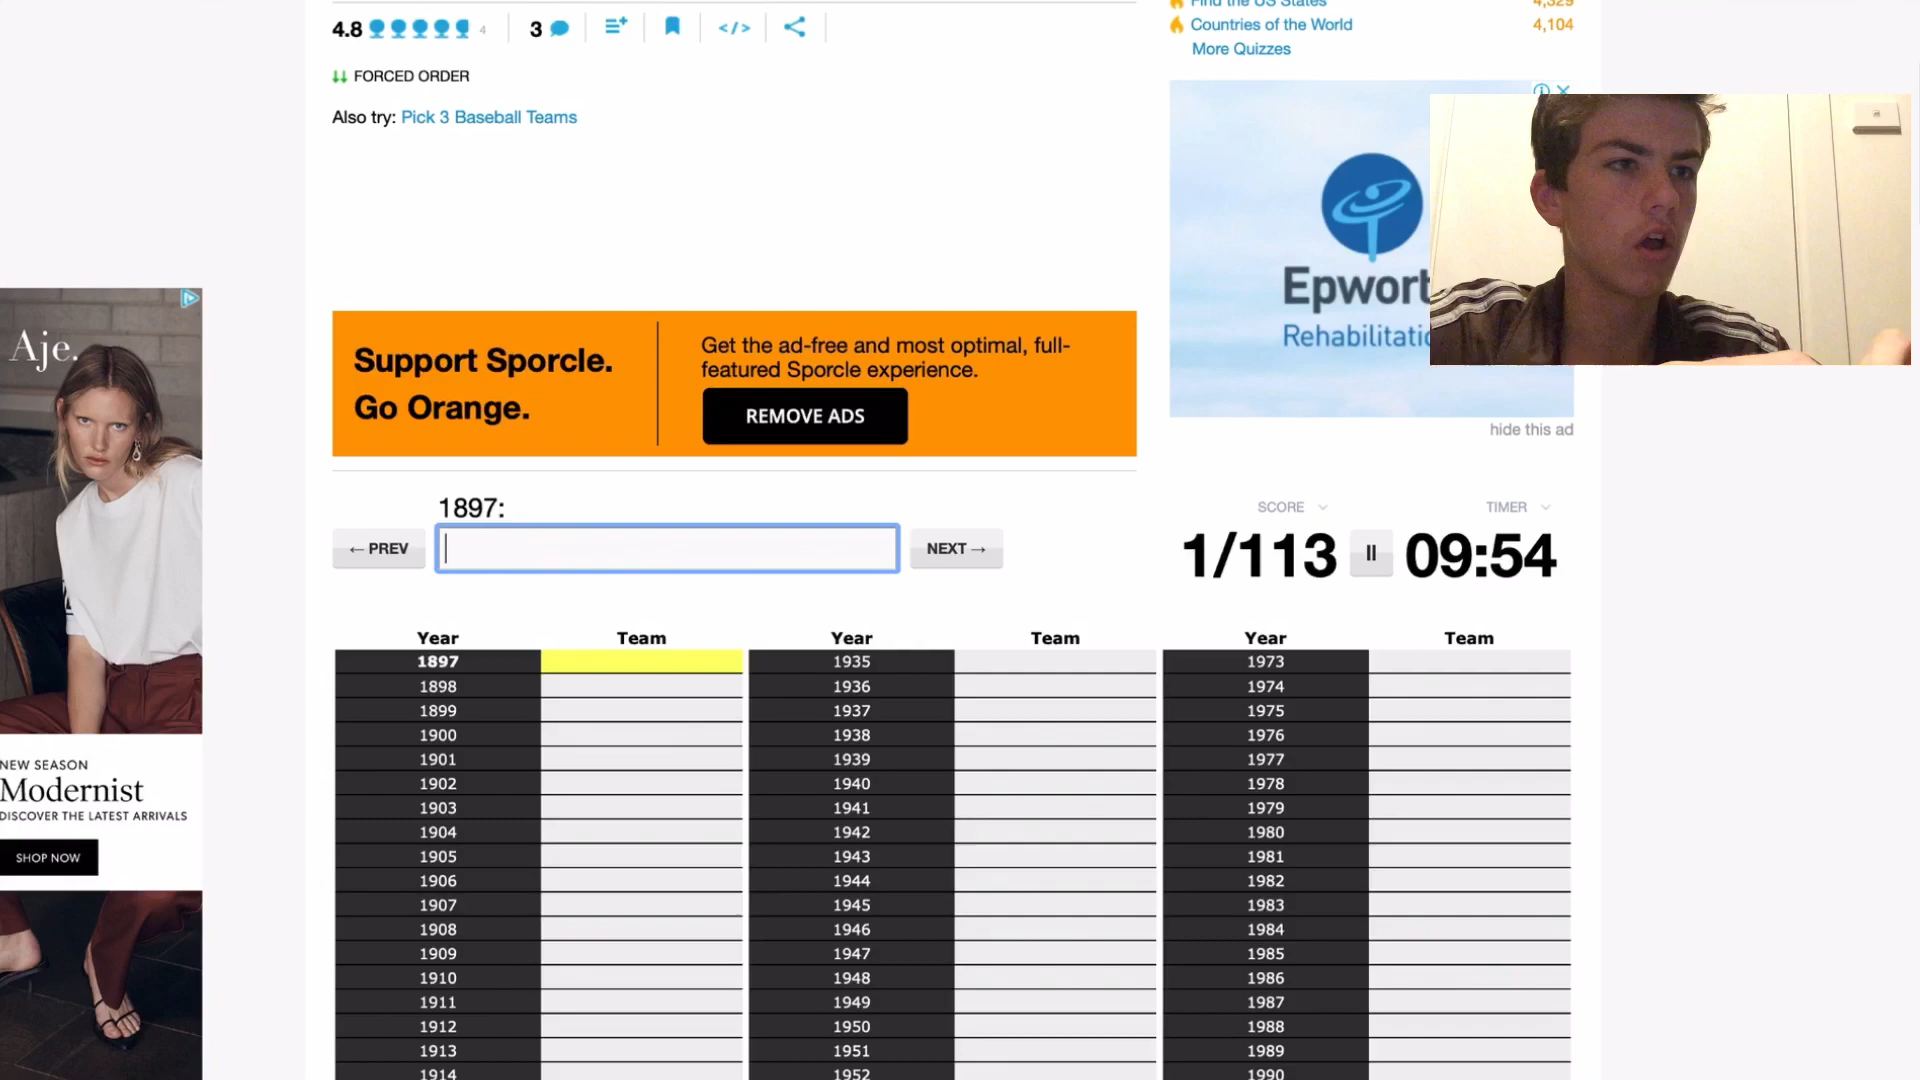 4.8
4
3
FORCED ORDER
Also try: Pick 3 Baseball Teams
Find the US States 4,329
Countries of the World 4,104
More Quizzes
Epwort
Rehabilitatio
hide this ad
Aje.
NEW SEASON
Modernist
DISCOVER THE LATEST ARRIVALS
SHOP NOW
Support Sporcle.
Go Orange.
Get the ad-free and most optimal, full-
featured Sporcle experience.
REMOVE ADS
1897:
← PREV
NEXT →
SCORE
1/113
TIMER
09:54
Year Team Year Team Year Team
1897 1935 1973
1898 1936 1974
1899 1937 1975
1900 1938 1976
1901 1939 1977
1902 1940 1978
1903 1941 1979
1904 1942 1980
1905 1943 1981
1906 1944 1982
1907 1945 1983
1908 1946 1984
1909 1947 1985
1910 1948 1986
1911 1949 1987
1912 1950 1988
1913 1951 1989
1914 1952 1990